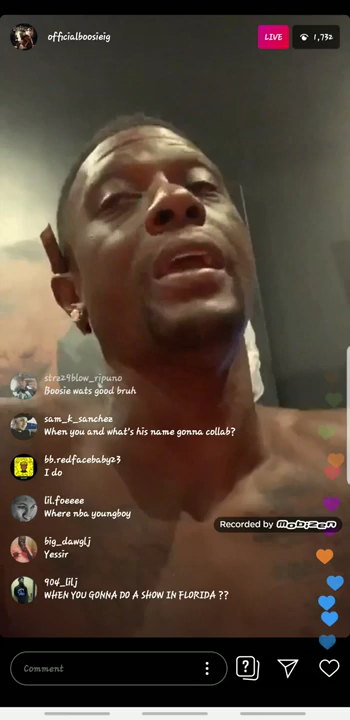 officialboosieig
LIVE
1,732
strz29blow_ripuno
Boosie wats good bruh
sam_k_sanchez
When you and what's his name gonna collab?
bb.redfacebaby23
I do
lil.foeeee
Where nba youngboy
Recorded by mobizen
big_dawglj
Yessir
904_lilj
WHEN YOU GONNA DO A SHOW IN FLORIDA ??
Comment